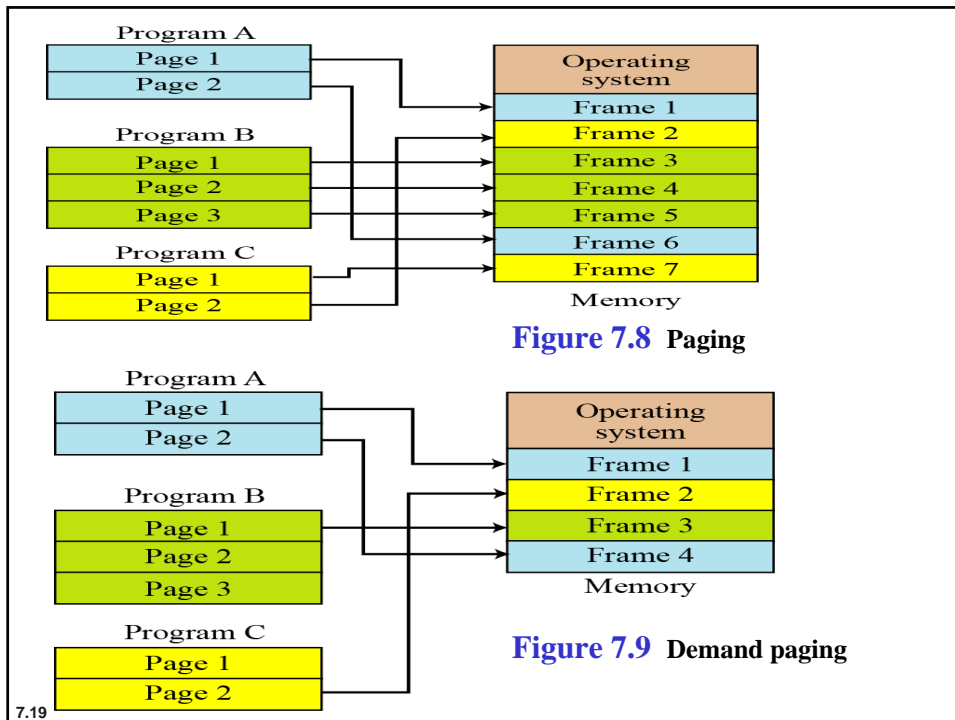 Program A
Page 1
Page 2
Program B
Page 1
Page 2
Page 3
Program C
Page 1
Page 2
Operating
system
Frame 1
Frame 2
Frame 3
Frame 4
Frame 5
Frame 6
Frame 7
Memory
Figure 7.8 Paging
Program A
Page 1
Page 2
Program B
Page 1
Page 2
Page 3
Program C
Page 1
Page 2
Operating
system
Frame 1
Frame 2
Frame 3
Frame 4
Memory
Figure 7.9 Demand paging
7.19